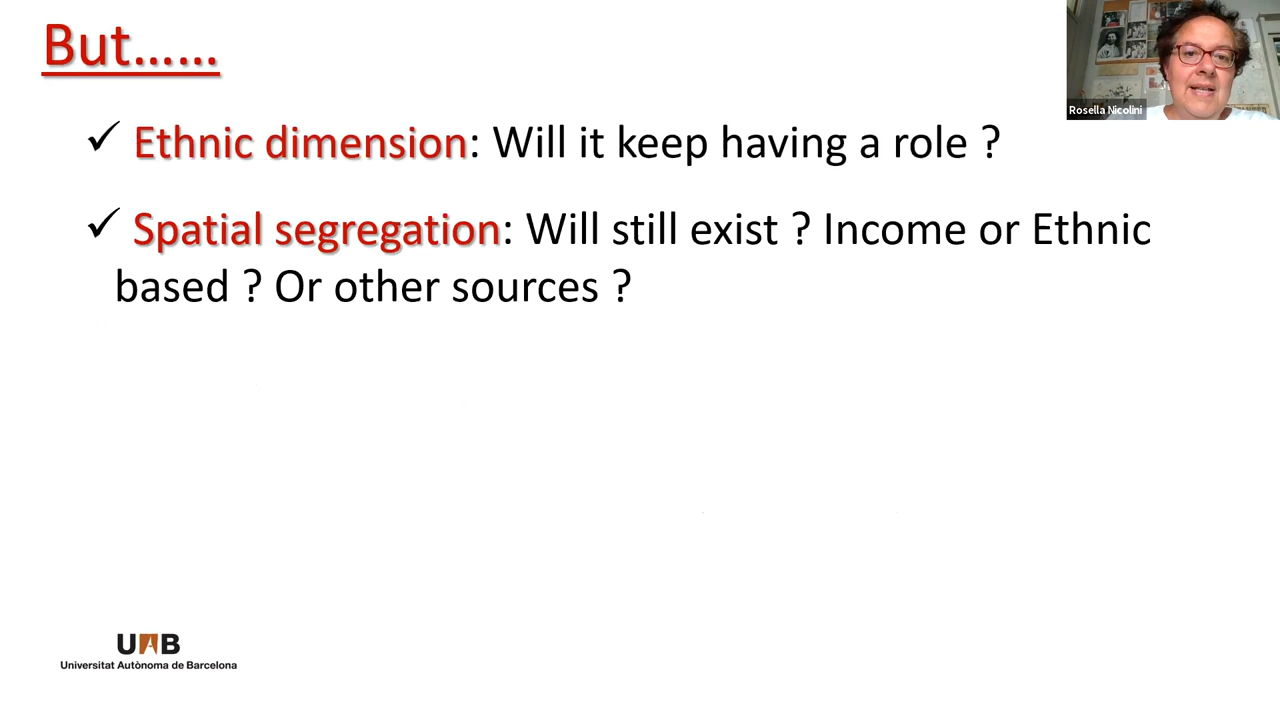 But......
Rosella Nicolini
✓ Ethnic dimension: Will it keep having a role ?
✓ Spatial segregation: Will still exist ? Income or Ethnic
based ? Or other sources ?
UAB
Universitat Autònoma de Barcelona